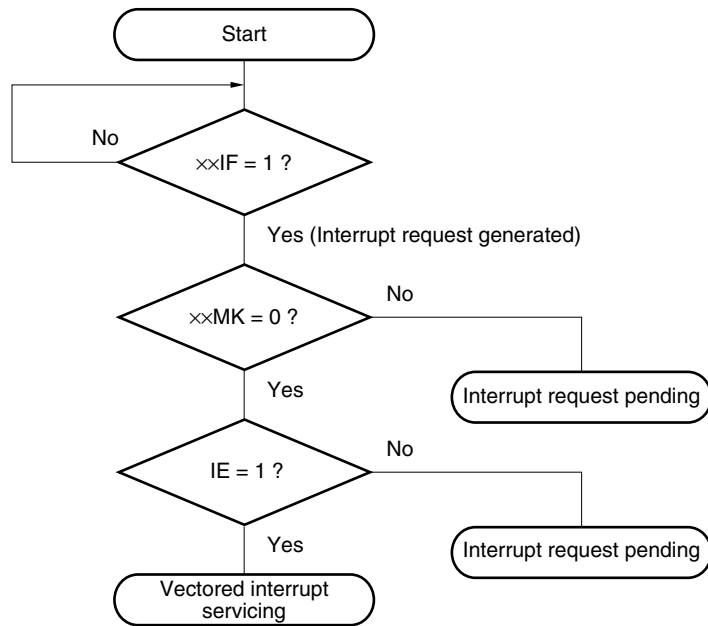 Start
No
××IF = 1 ?
Yes (Interrupt request generated)
××MK = 0 ?
No
Yes
Interrupt request pending
IE = 1 ?
No
Yes
Interrupt request pending
Vectored interrupt
servicing